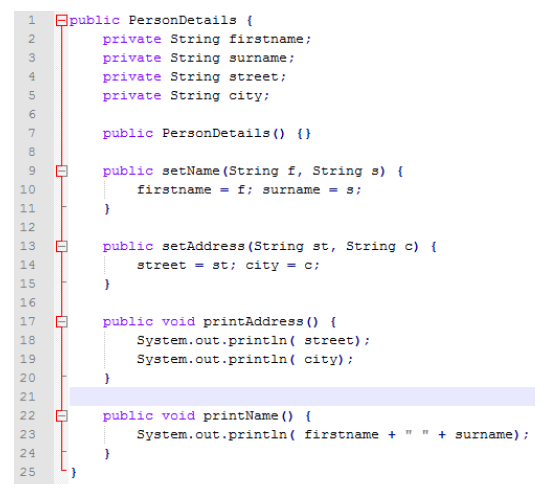 1 public PersonDetails {
2     private String firstname;
3     private String surname;
4     private String street;
5     private String city;
6
7     public PersonDetails() {}
8
9     public setName(String f, String s) {
10         firstname = f; surname = s;
11     }
12
13     public setAddress(String st, String c) {
14         street = st; city = c;
15     }
16
17     public void printAddress() {
18         System.out.println( street);
19         System.out.println( city);
20     }
21
22     public void printName() {
23         System.out.println( firstname + " " + surname);
24     }
25 }